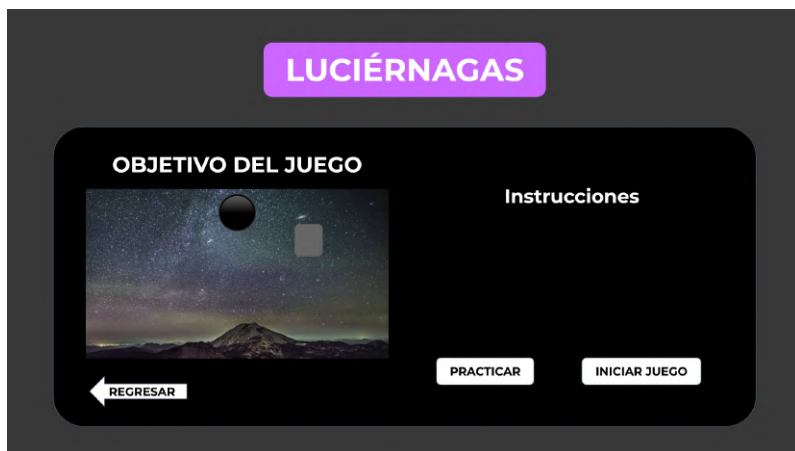 LUCIÉRNAGAS
OBJETIVO DEL JUEGO
Instrucciones
PRACTICAR
INICIAR JUEGO
REGRESAR